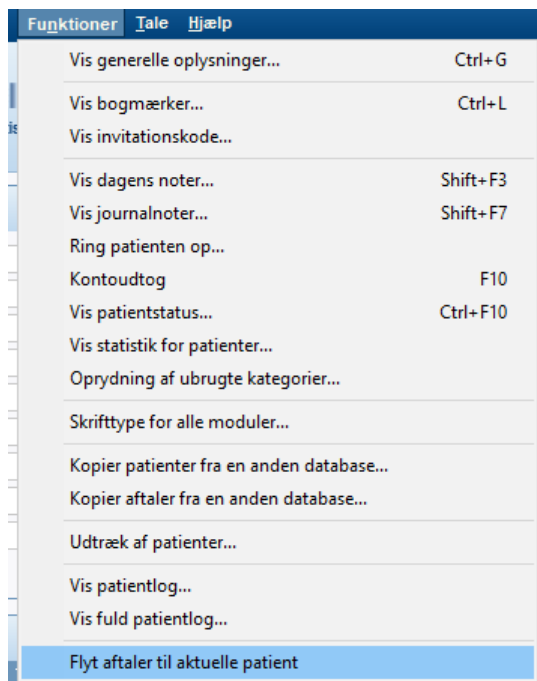 Funktioner Tale Hjælp
Vis generelle oplysninger... Ctrl+G
Vis bogmærker... Ctrl+L
Vis invitationskode...
Vis dagens noter... Shift+F3
Vis journalnoter... Shift+F7
Ring patienten op...
Kontoudtog F10
Vis patientstatus... Ctrl+F10
Vis statistik for patienter...
Oprydning af ubrugte kategorier...
Skrifttype for alle moduler...
Kopier patienter fra en anden database...
Kopier aftaler fra en anden database...
Udtræk af patienter...
Vis patientlog...
Vis fuld patientlog...
Flyt aftaler til aktuelle patient